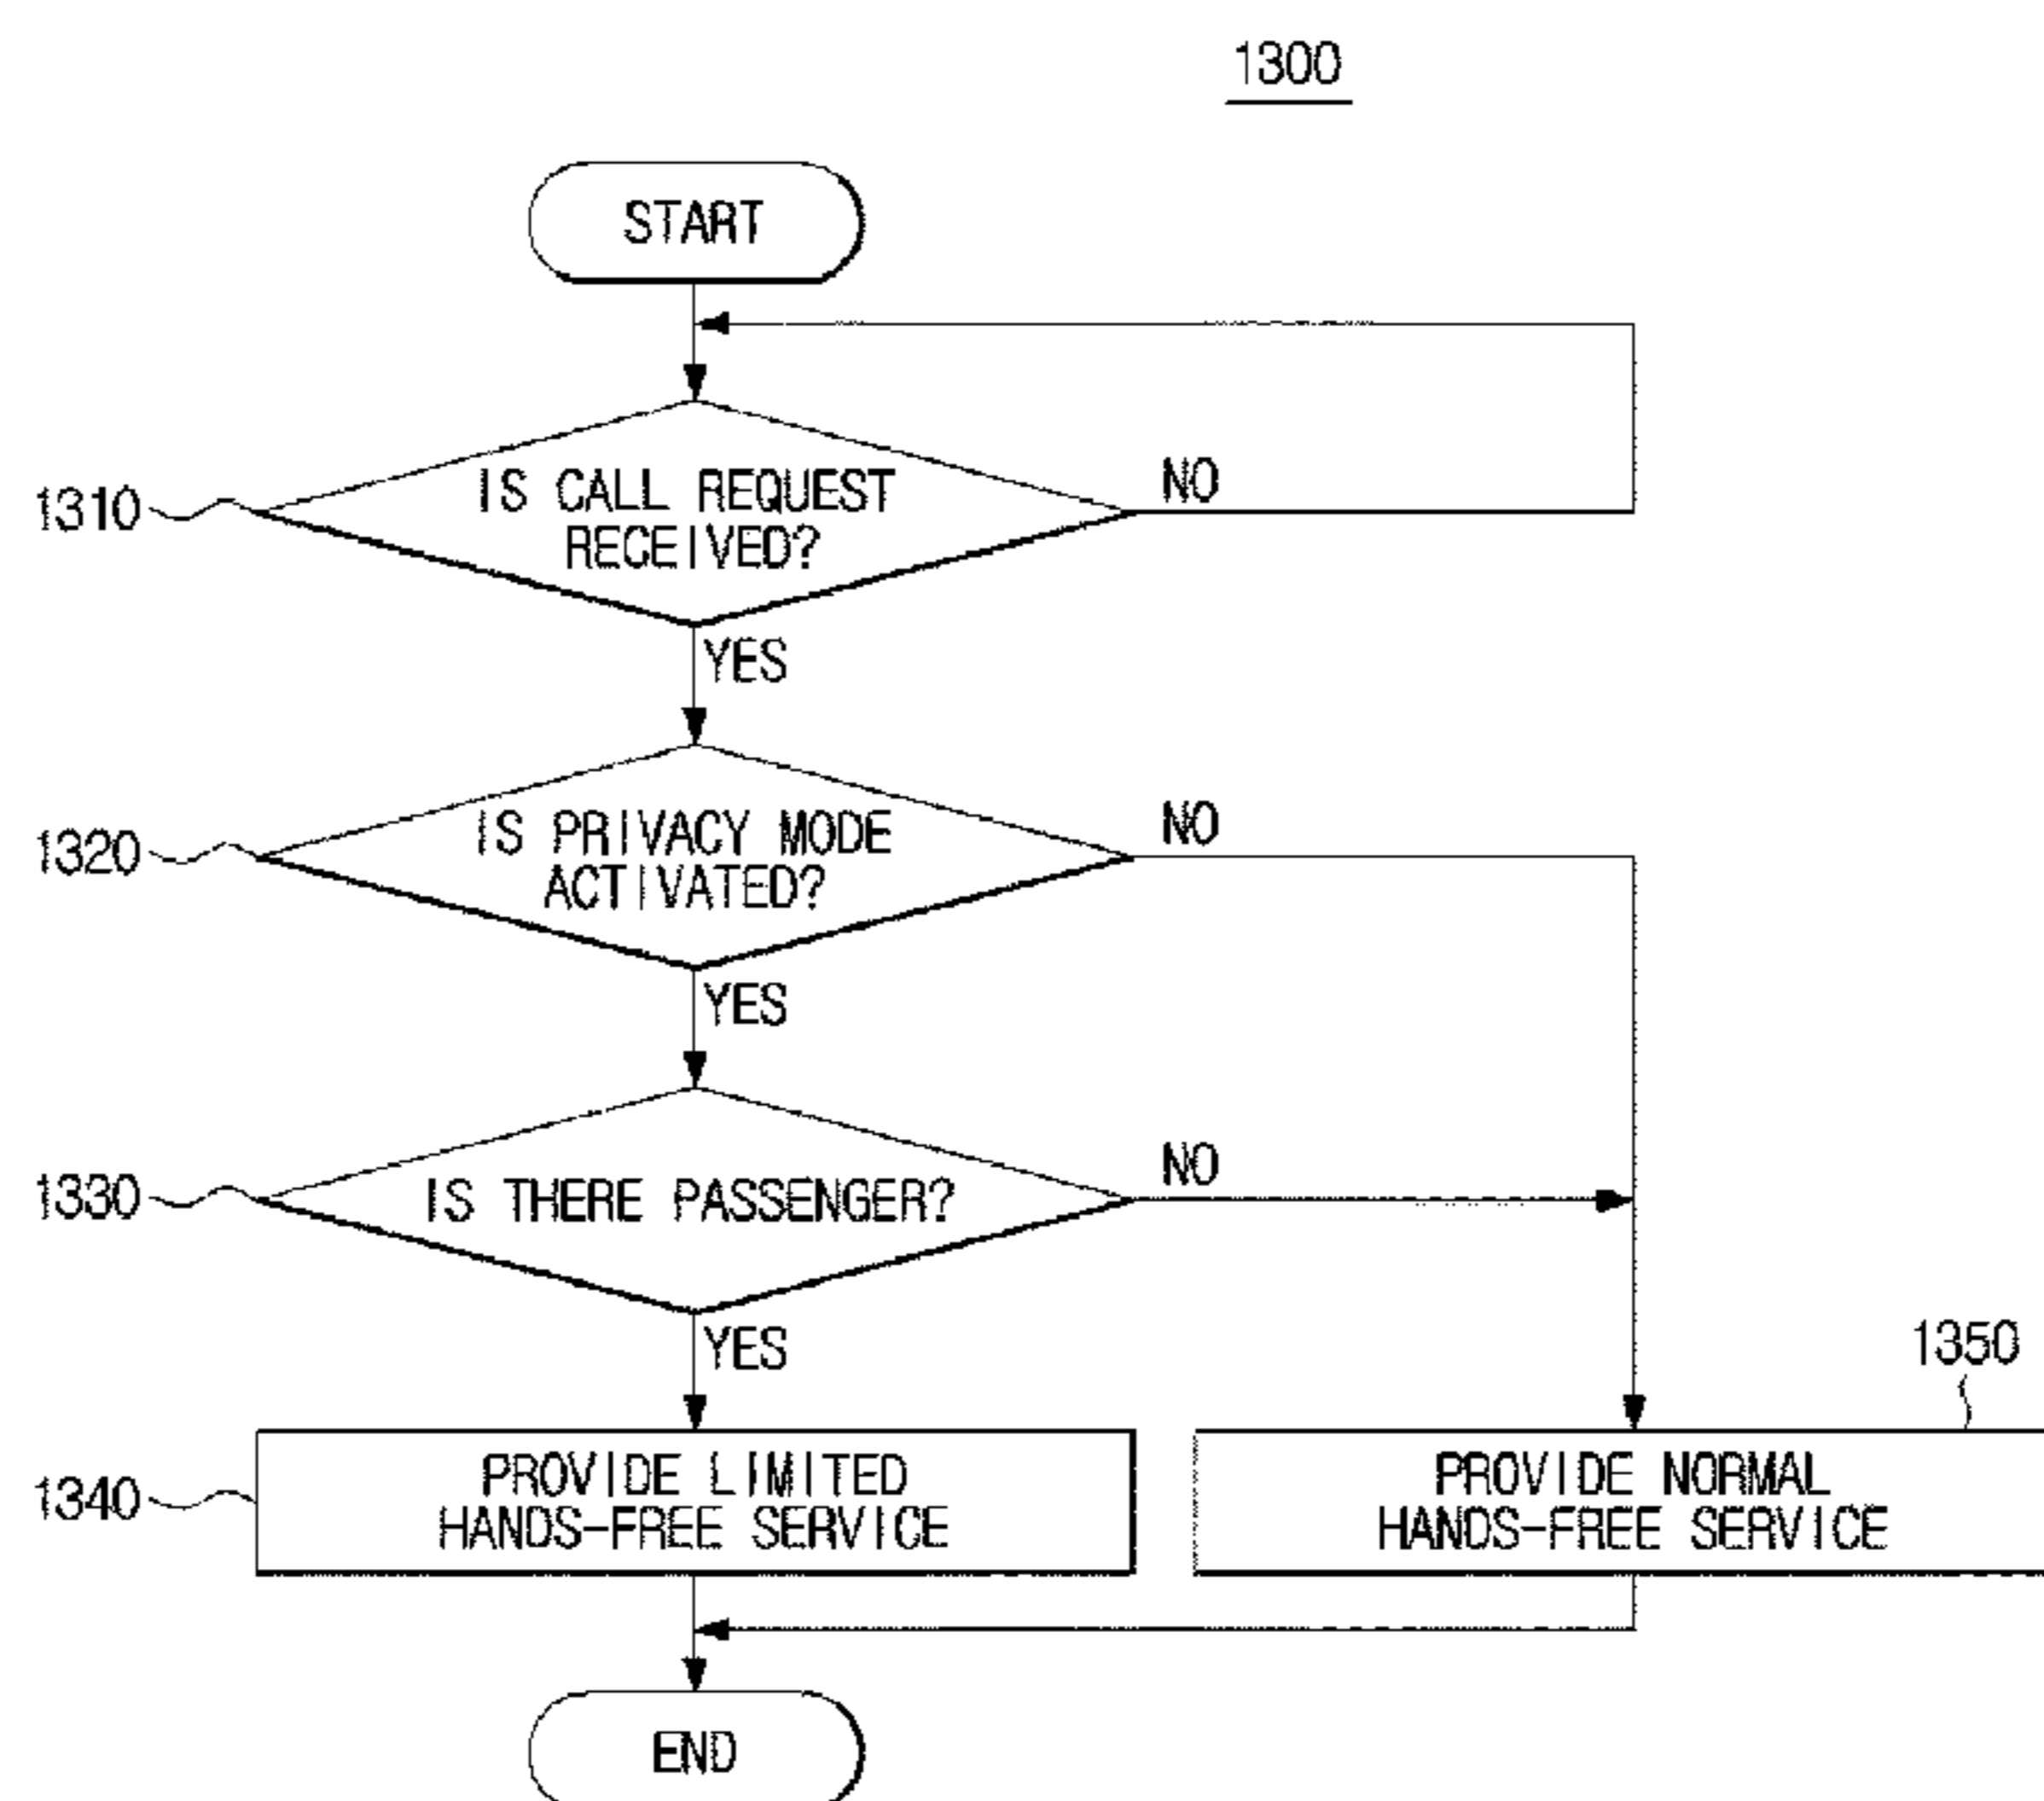 1300
START
1310
IS CALL REQUEST
RECEIVED?
NO
YES
1320
IS PRIVACY MODE
ACTIVATED?
NO
YES
1330
IS THERE PASSENGER?
NO
YES
1350
1340
PROVIDE LIMITED
HANDS-FREE SERVICE
PROVIDE NORMAL
HANDS-FREE SERVICE
END